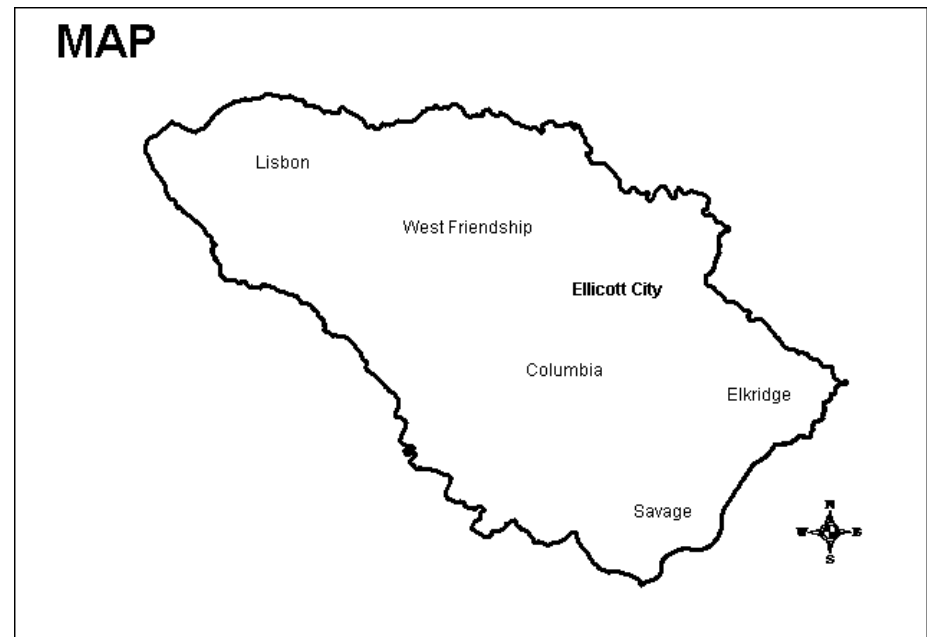 MAP
Lisbon
West Friendship
Ellicott City
Columbia
Elkridge
Savage
N
W E
S